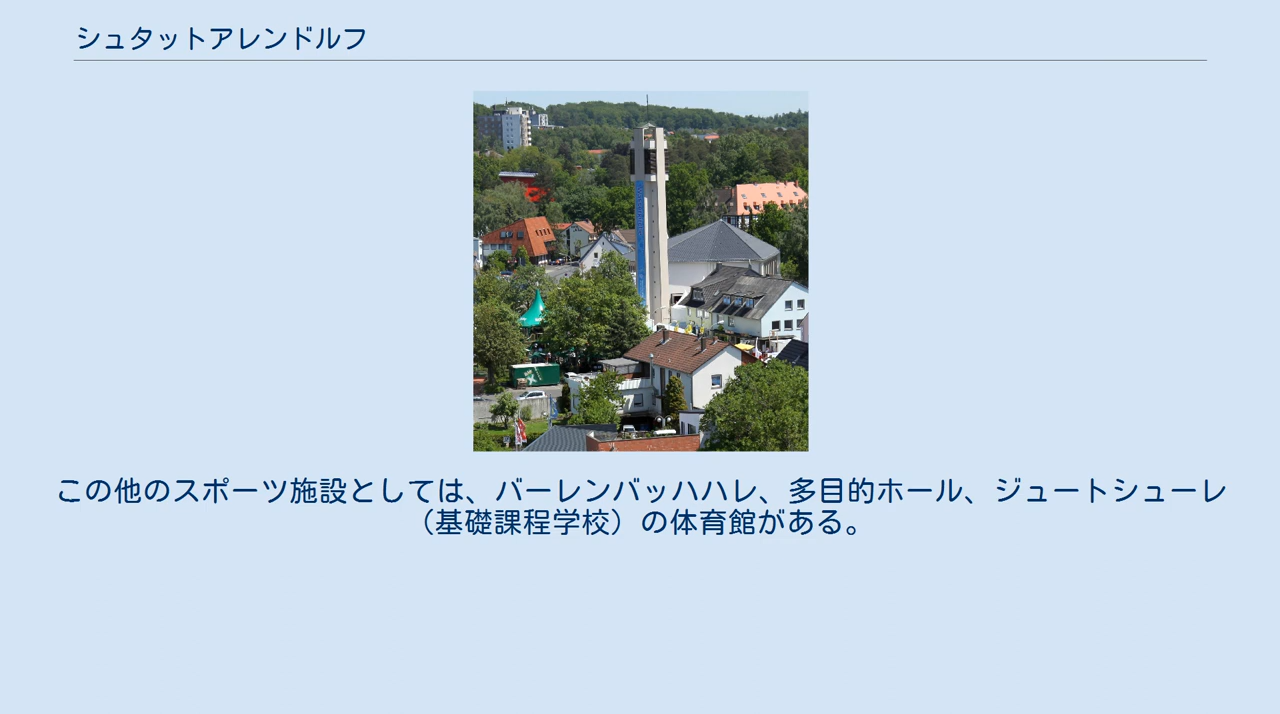 シュタットアレンドルフ
この他のスポーツ施設としては、バーレンバッハハレ、多目的ホール、ジュートシューレ
（基礎課程学校）の体育館がある。